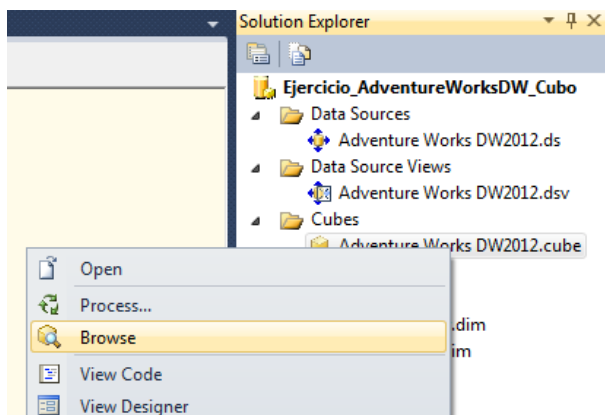 Solution Explorer
Ejercicio_AdventureWorksDW_Cubo
Data Sources
Adventure Works DW2012.ds
Data Source Views
Adventure Works DW2012.dsv
Cubes
Adventure Works DW2012.cube
Open
Process...
.dim
Browse
im
View Code
View Designer